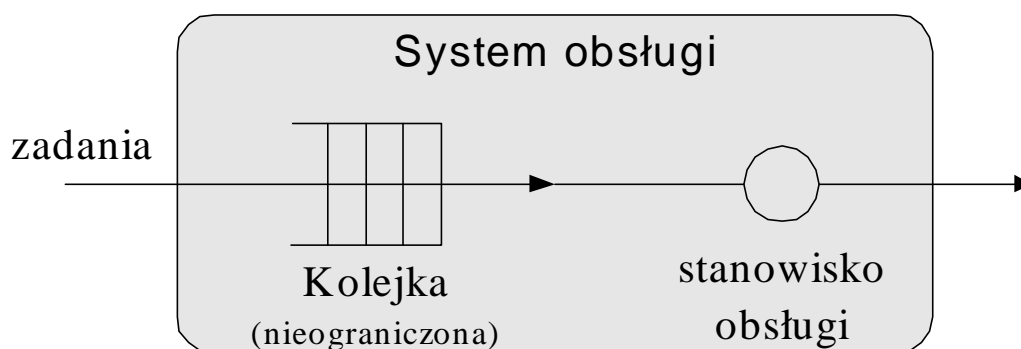 System obsługi
zadania
Kolejka
(nieograniczona)
stanowisko
obsługi